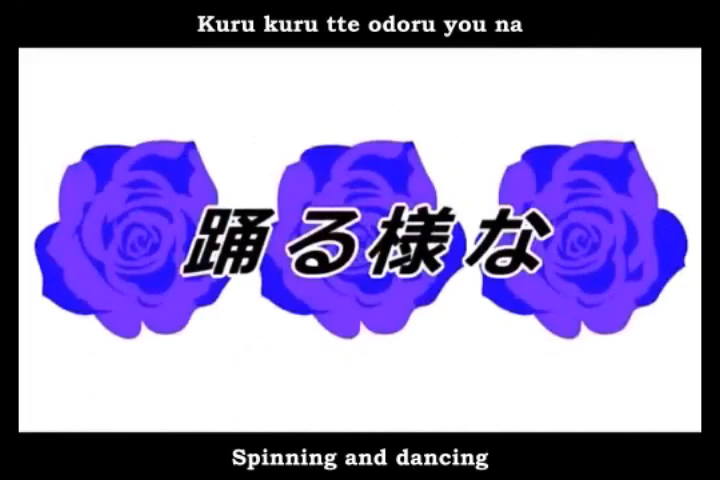 Kuru kuru tte odoru you na
踊る様な
Spinning and dancing